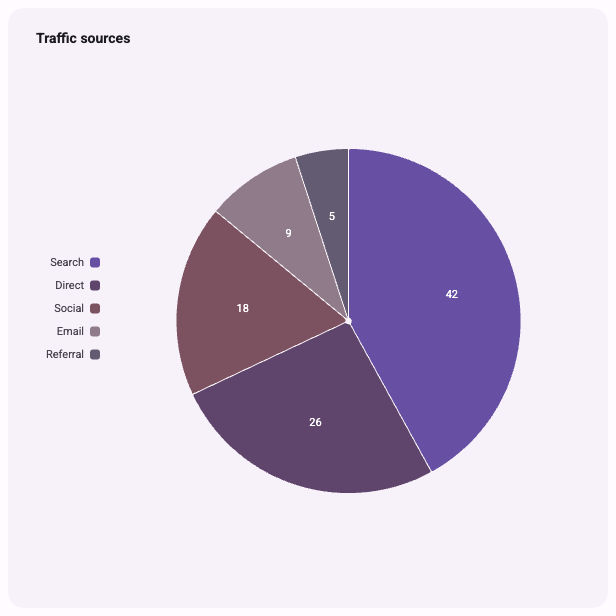 Traffic sources
Search
Direct
Social
Email
Referral
5
9
42
18
26